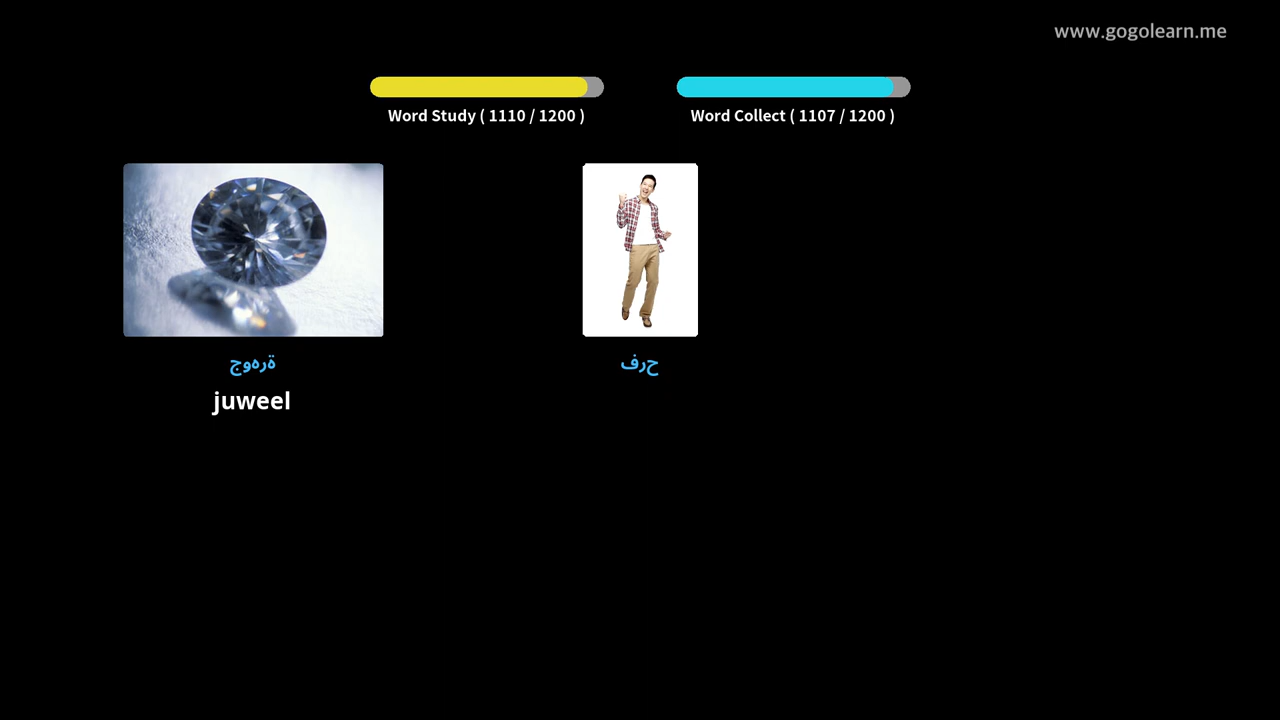 www.gogolearn.me
Word Study ( 1110 / 1200 )
Word Collect ( 1107 / 1200 )
جوهرة
فرح
juweel